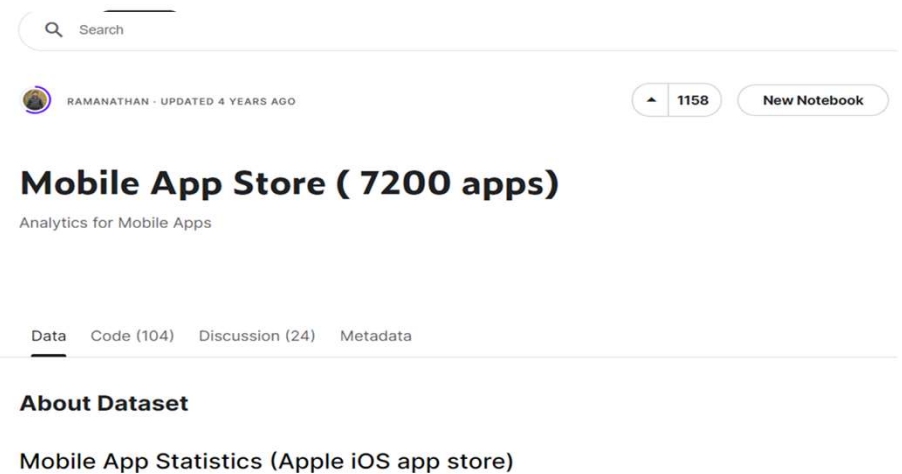 Search
RAMANATHAN · UPDATED 4 YEARS AGO
1158
New Notebook
Mobile App Store ( 7200 apps)
Analytics for Mobile Apps
Data
Code (104)
Discussion (24)
Metadata
About Dataset
Mobile App Statistics (Apple iOS app store)